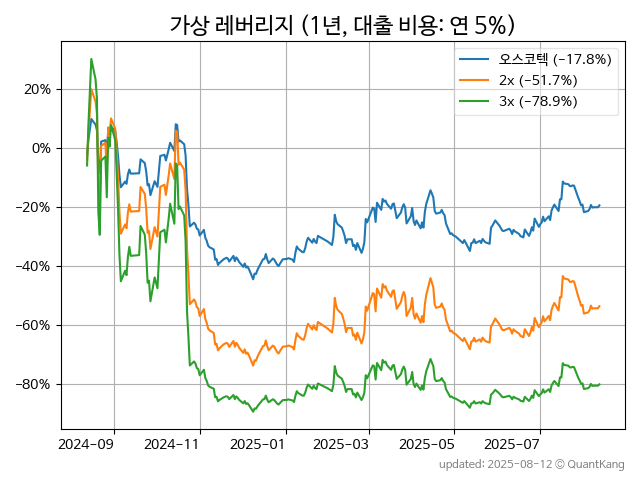 가상 레버리지 (1년, 대출 비용: 연 5%)
오스코텍 (−17.8%)
2x (−51.7%)
3x (−78.9%)
20%
0%
−20%
−40%
−60%
−80%
2024-09
2024-11
2025-01
2025-03
2025-05
2025-07
updated: 2025-08-12 © QuantKang